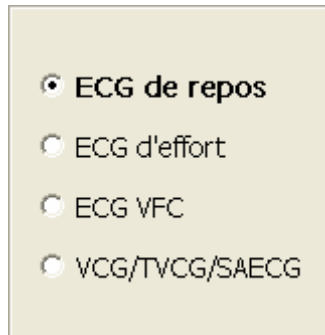 ECG de repos
ECG d'effort
ECG VFC
VCG/TVCG/SAECG